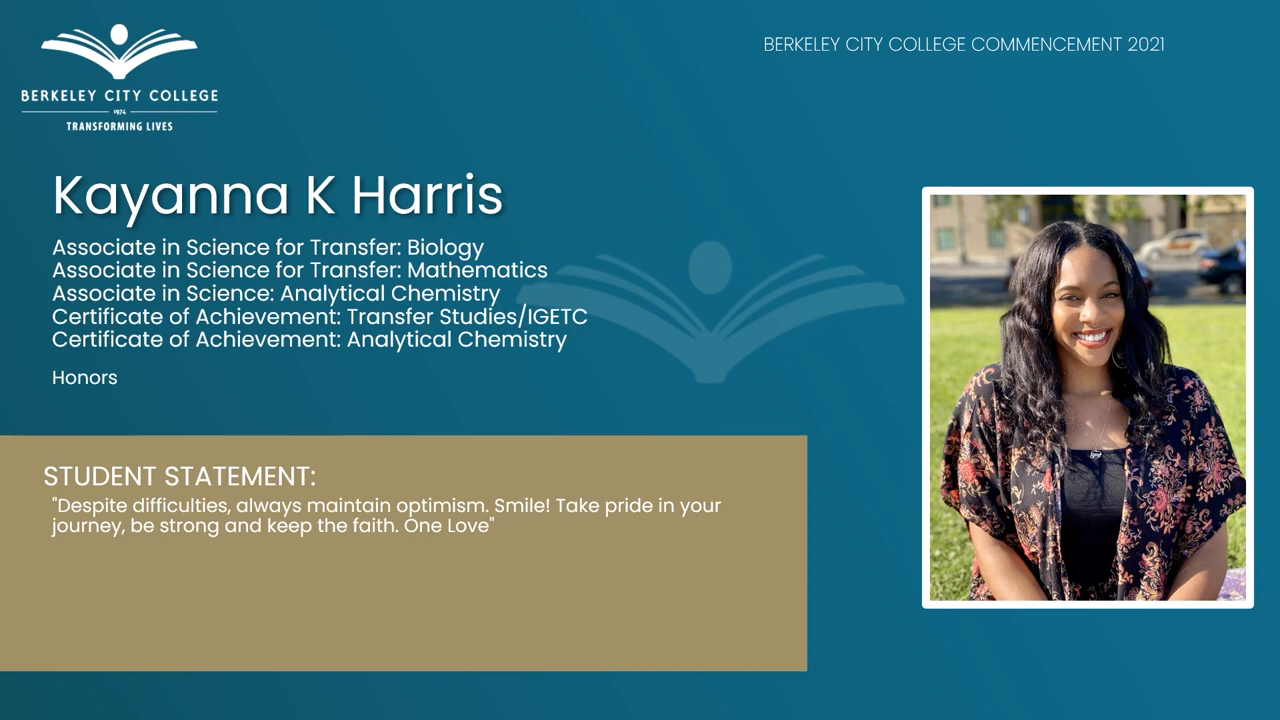 BERKELEY CITY COLLEGE COMMENCEMENT 2021
BERKELEY CITY COLLEGE
1974
TRANSFORMING LIVES
Kayanna K Harris
Associate in Science for Transfer: Biology
Associate in Science for Transfer: Mathematics
Associate in Science: Analytical Chemistry
Certificate of Achievement: Transfer Studies/IGETC
Certificate of Achievement: Analytical Chemistry
Honors
STUDENT STATEMENT:
"Despite difficulties, always maintain optimism. Smile! Take pride in your
journey, be strong and keep the faith. One Love"